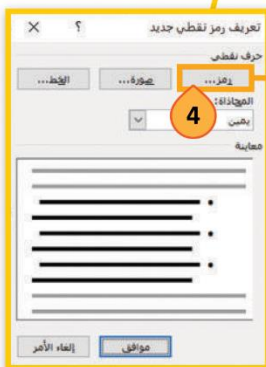 تعريف رمز نقطي جديد ؟ ×
حرف نقطي
رمز... صورة... الخط...
4
المحاذاة:
يمين
معاينة
موافق إلغاء الأمر